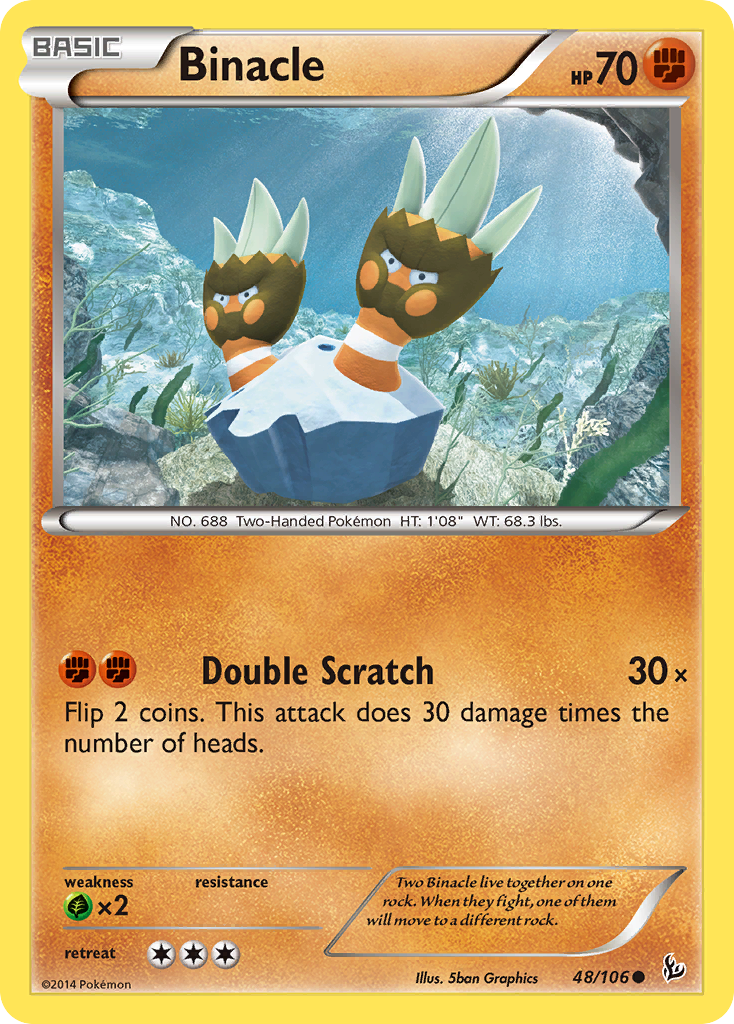 BASIC
Binacle
HP 70
NO. 688 Two-Handed Pokémon HT: 1'08" WT: 68.3 lbs.
Double Scratch 30×
Flip 2 coins. This attack does 30 damage times the
number of heads.
weakness resistance
×2
Two Binacle live together on one
rock. When they fight, one of them
will move to a different rock.
retreat
©2014 Pokémon
Illus. 5ban Graphics 48/106